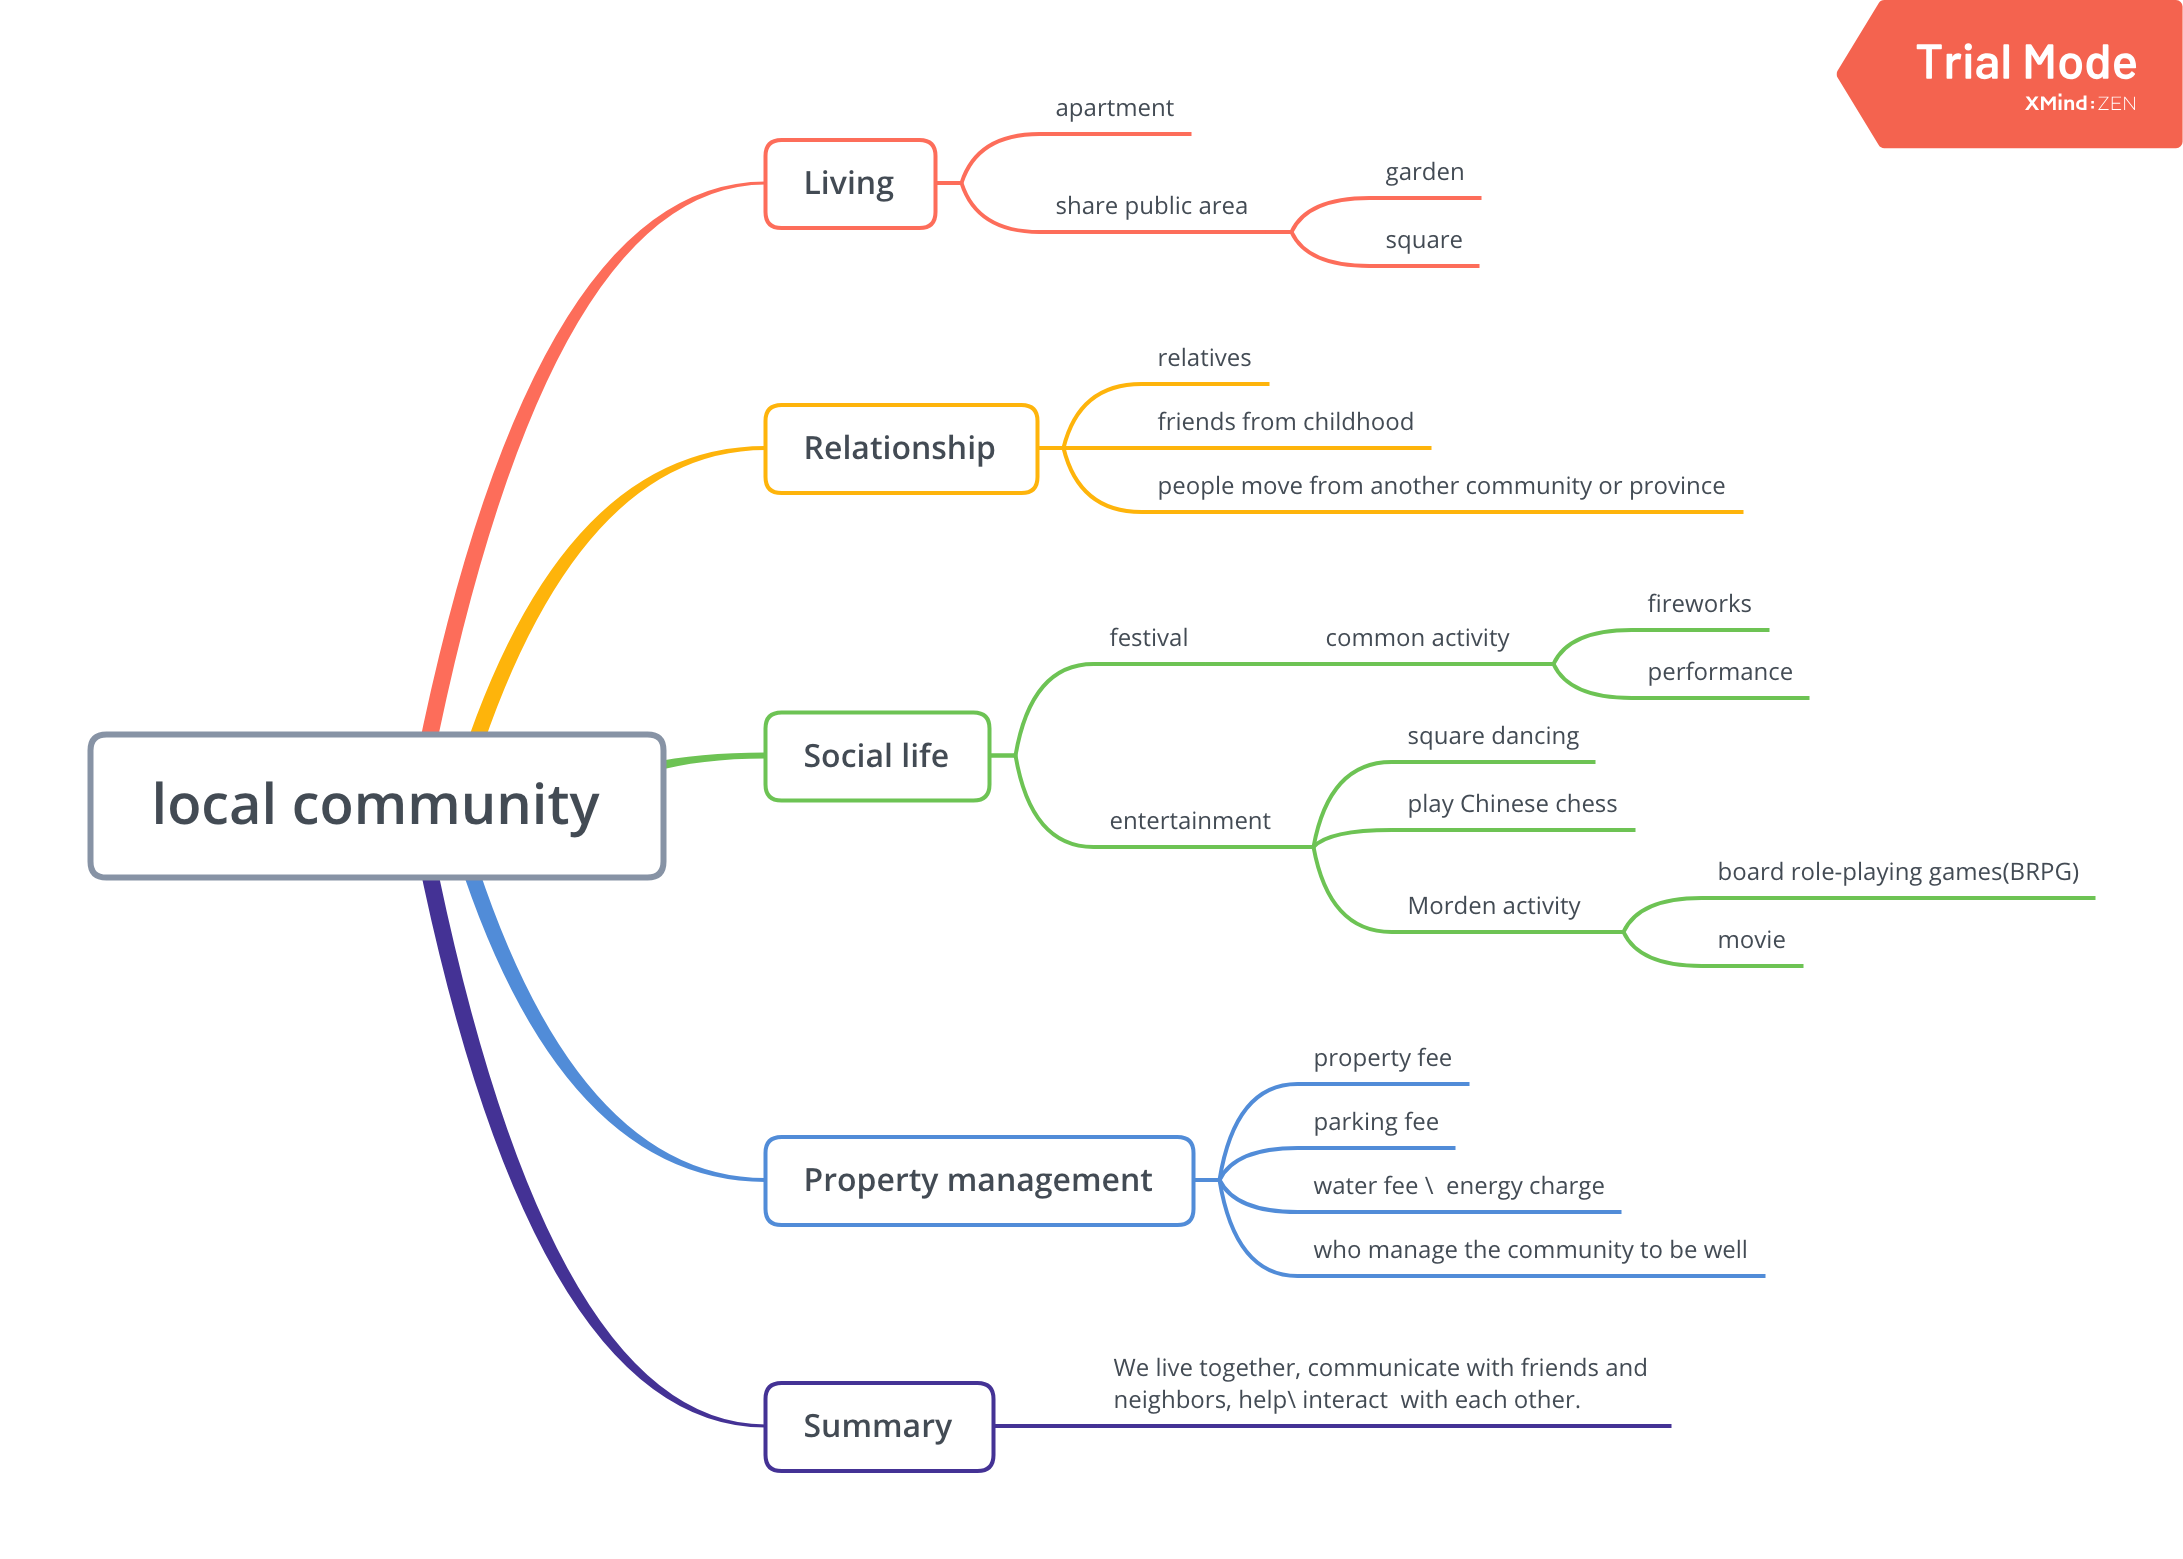 Trial Mode
XMind:ZEN
local community
Living
apartment
share public area
garden
square
Relationship
relatives
friends from childhood
people move from another community or province
Social life
festival
common activity
fireworks
performance
entertainment
square dancing
play Chinese chess
Morden activity
board role-playing games(BRPG)
movie
Property management
property fee
parking fee
water fee \  energy charge
who manage the community to be well
Summary
We live together, communicate with friends and
neighbors, help\ interact  with each other.